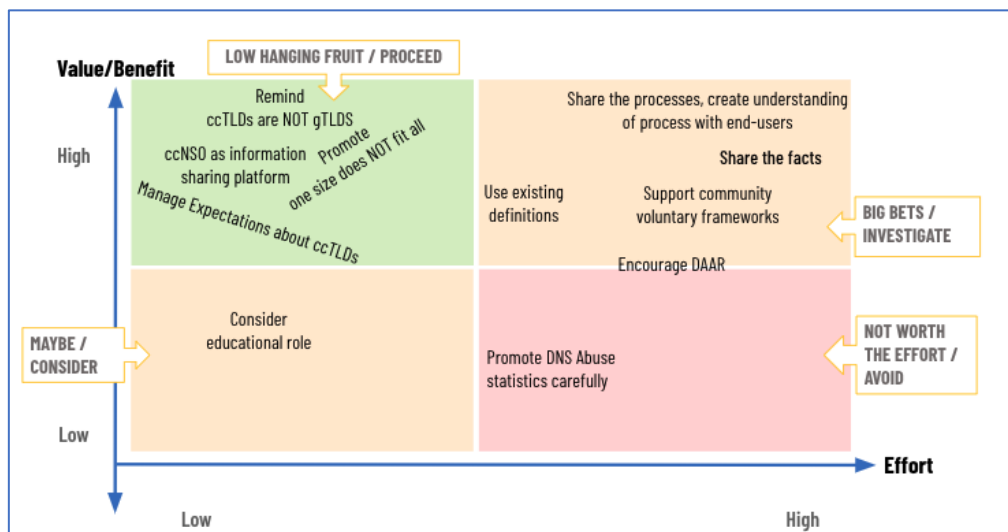 LOW HANGING FRUIT / PROCEED
Value/Benefit
High
Remind
ccTLDs are NOT gTLDS
Promote
one size does NOT fit all
ccNSO as information
sharing platform
Manage Expectations about ccTLDs
Share the processes, create understanding
of process with end-users
Share the facts
Use existing
definitions
Support community
voluntary frameworks
BIG BETS /
INVESTIGATE
Encourage DAAR
MAYBE /
CONSIDER
Consider
educational role
Promote DNS Abuse
statistics carefully
NOT WORTH
THE EFFORT /
AVOID
Low
Effort
Low
High